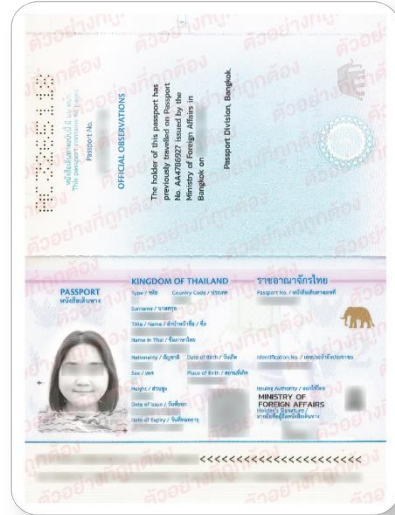 ตัวอย่างที่ถูกต้อง
Passport No.
OFFICIAL OBSERVATIONS
The holder of this passport has
previously travelled on Passport
No. AA4786927 issued by the
Ministry of Foreign Affairs in
Bangkok on
Passport Division, Bangkok.
PASSPORT
หนังสือเดินทาง
KINGDOM OF THAILAND
ราชอาณาจักรไทย
Type / ชนิด Country Code / ประเทศ
Passport No. / หนังสือเดินทางเลขที่
Surname / นามสกุล
Title / Name / คำนำหน้าชื่อ / ชื่อ
Name in Thai / ชื่อภาษาไทย
Nationality / สัญชาติ Date of Birth / วันเกิด
Identification No. / เลขประจำตัวประชาชน
Sex / เพศ Place of Birth / สถานที่เกิด
Height / ส่วนสูง
Issuing Authority / ออกให้โดย
MINISTRY OF
FOREIGN AFFAIRS
Date of Issue / วันที่ออก
Holder's Signature /
Date of Expiry / วันที่หมดอายุ
<<<<<<<<<<<<<<<<<<<<<<